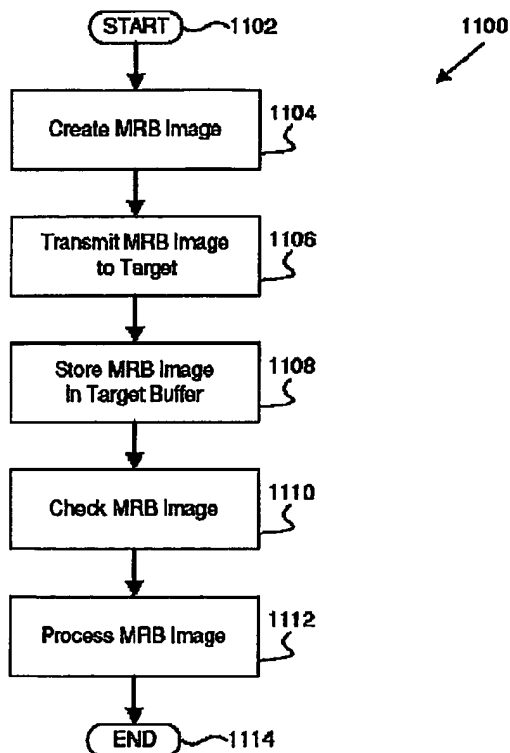 START 1102 1100
Create MRB Image 1104
Transmit MRB Image
to Target 1106
Store MRB Image
in Target Buffer 1108
Check MRB Image 1110
Process MRB Image 1112
END 1114